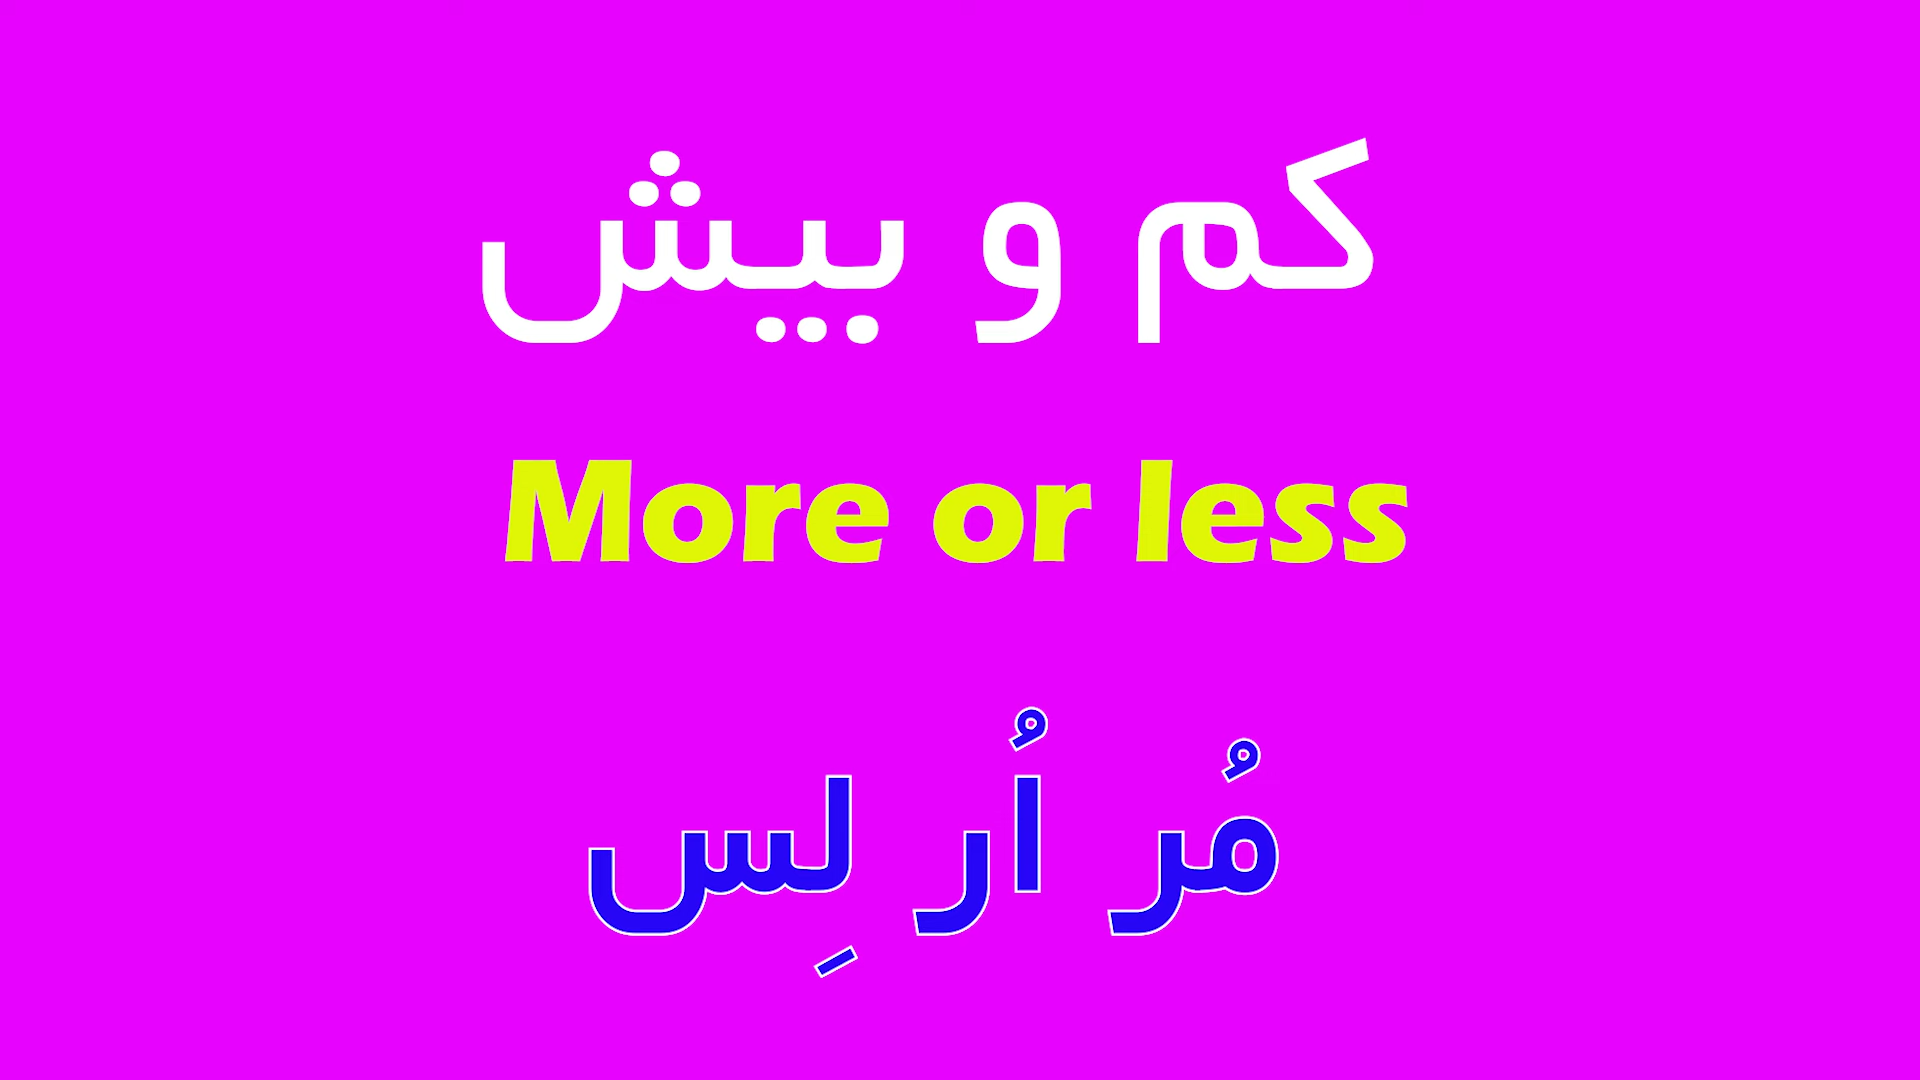 کم و بیش
More or less
مُر اُر لِس